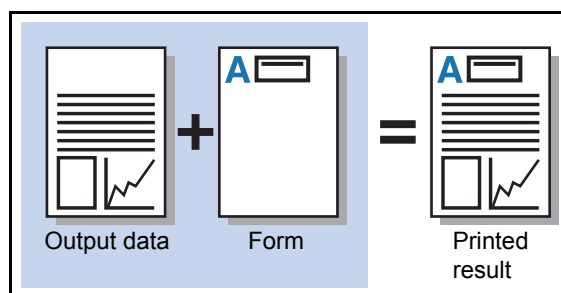 A
A
+
=
Output data
Form
Printed
result